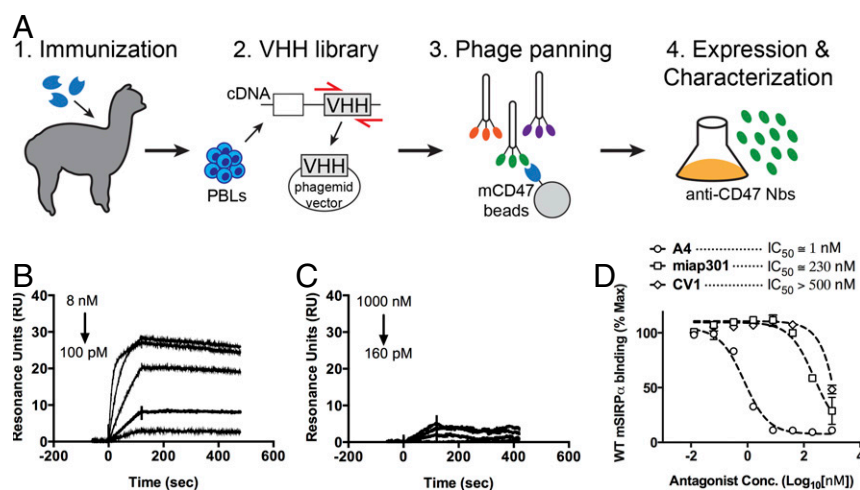 A
1. Immunization
2. VHH library
cDNA
VHH
VHH
phagemid
vector
PBLs
3. Phage panning
mCD47
beads
4. Expression &
Characterization
anti-CD47 Nbs
B
Resonance Units (RU)
40
30
20
10
0
8 nM
100 pM
0 200 400 600
Time (sec)
C
Resonance Units (RU)
40
30
20
10
0
1000 nM
160 pM
0 200 400 600
Time (sec)
D
A4 ............... IC50 ≅ 1 nM
miap301 ........ IC50 ≅ 230 nM
CV1 ............. IC50 > 500 nM
WT mSIRPα binding (% Max)
100
50
0
-2 0 2 4
Antagonist Conc. (Log10[nM])